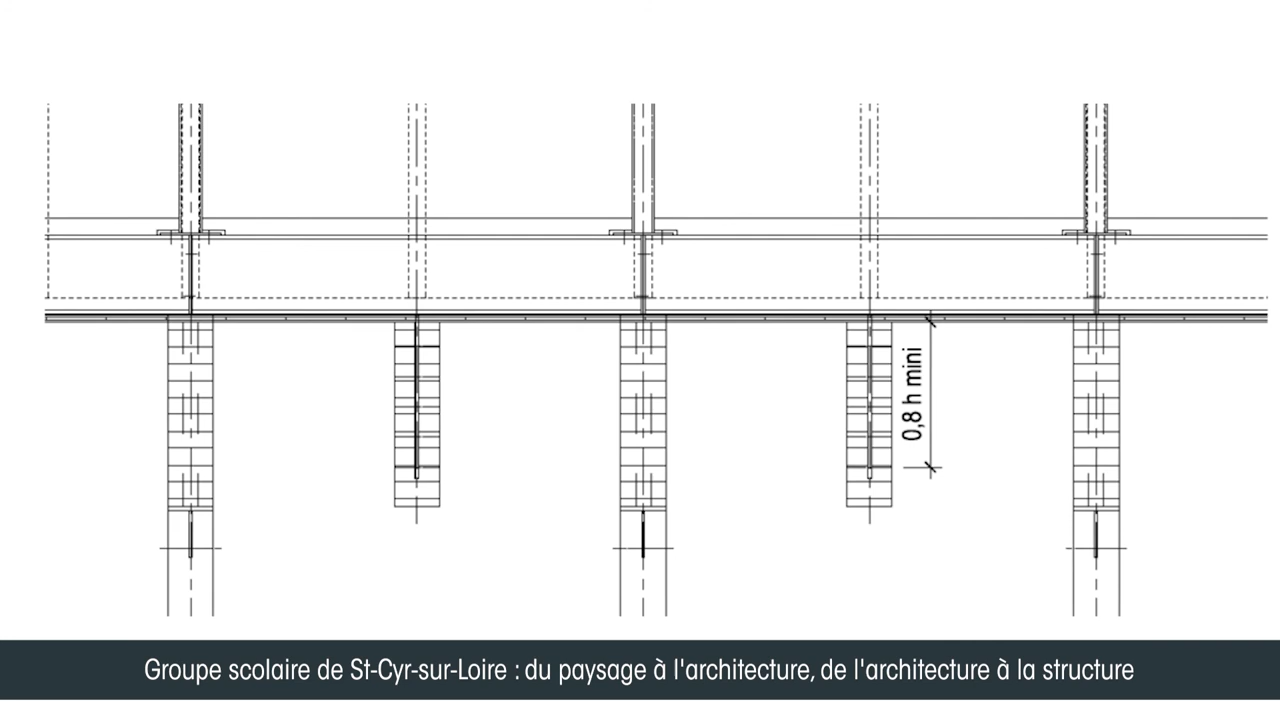 0,8 h mini
Groupe scolaire de St-Cyr-sur-Loire : du paysage à l'architecture, de l'architecture à la structure